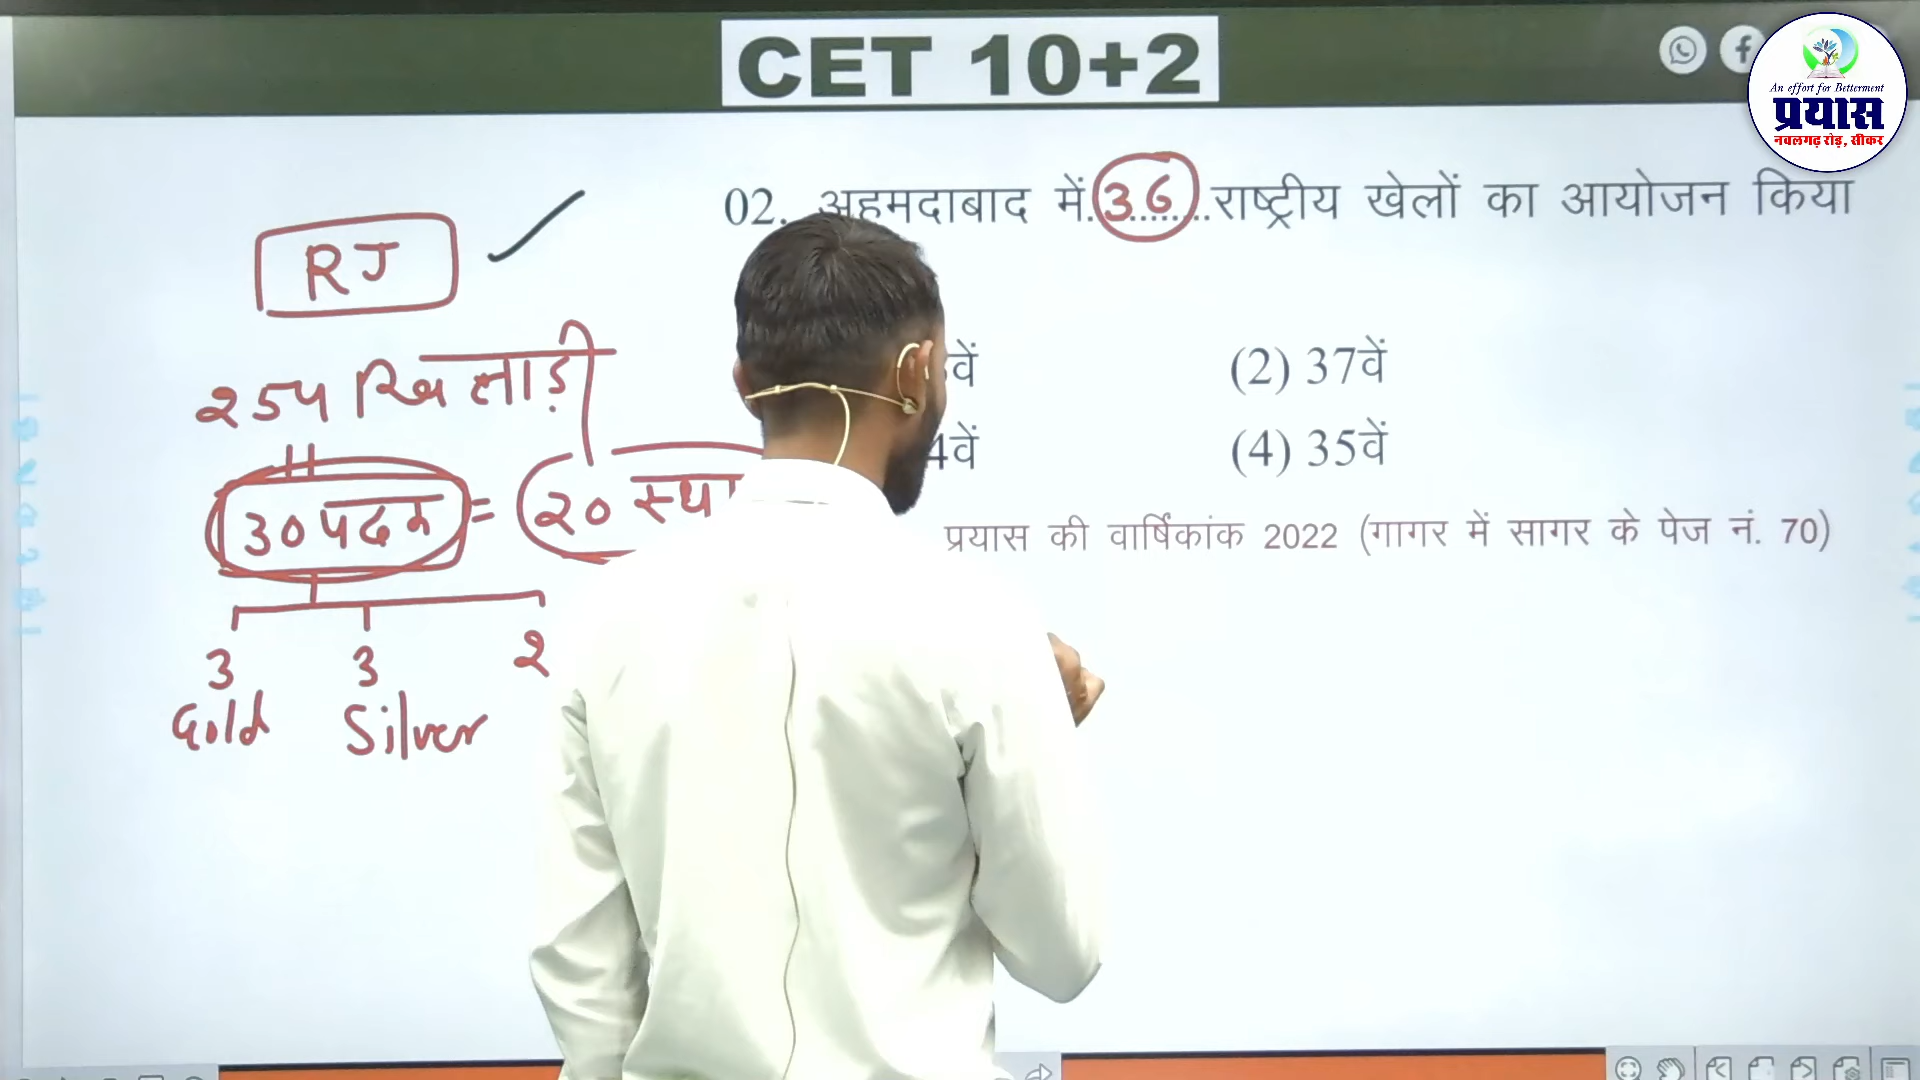 CET 10+2
An effort for Betterment
प्रयास
नवलगढ़ रोड़, सीकर
02. अहमदाबाद में 36 राष्ट्रीय खेलों का आयोजन किया
वें
(2) 37वें
4वें
(4) 35वें
प्रयास की वार्षिकांक 2022 (गागर में सागर के पेज नं. 70)
RJ
254 खिलाड़ी
30 पदक = 20 स्था
3 3 2
Gold Silver